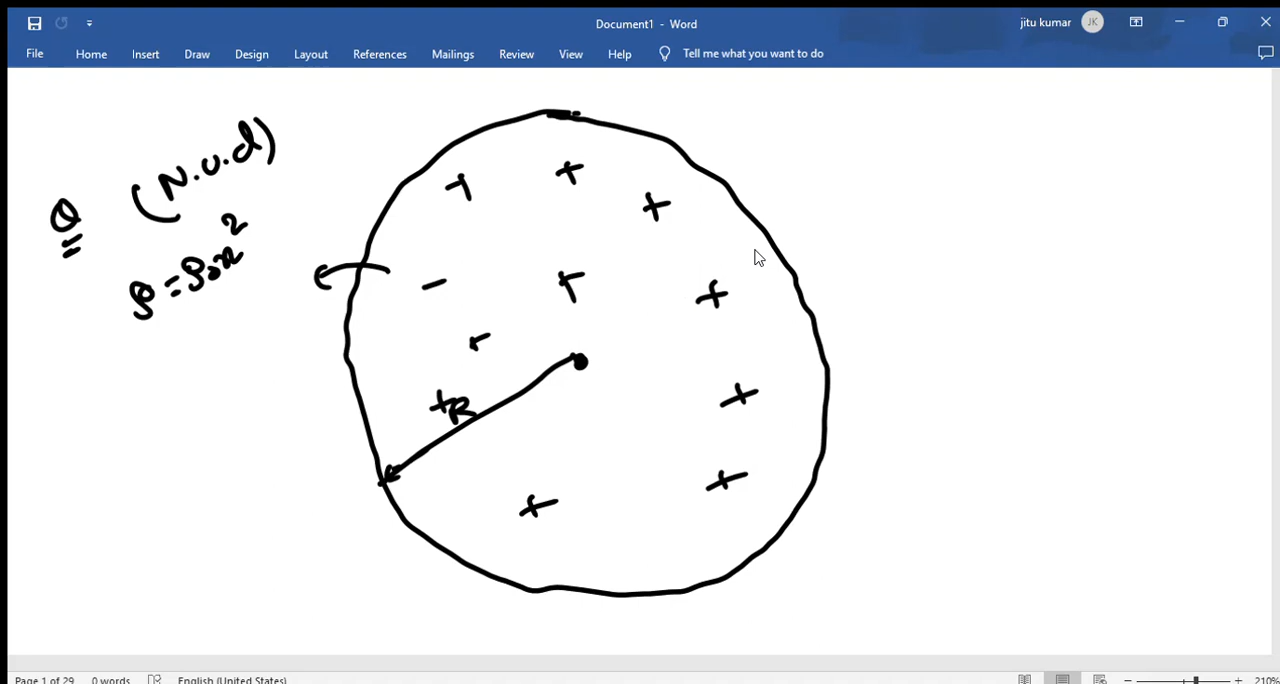 Document1 - Word
jitu kumar
JK
File Home Insert Draw Design Layout References Mailings Review View Help Tell me what you want to do
Q (N.U.d)
ρ = ρ₀r²
R
Page 1 of 29 0 words English (United States) 210%